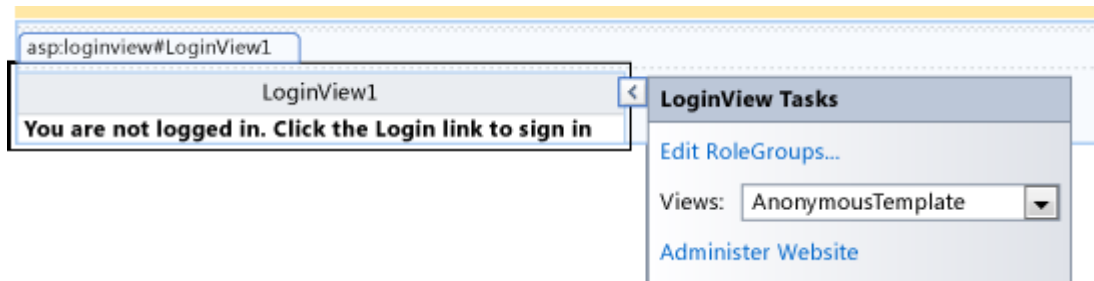 asp:loginview#LoginView1
LoginView1
You are not logged in. Click the Login link to sign in
LoginView Tasks
Edit RoleGroups...
Views: AnonymousTemplate
Administer Website